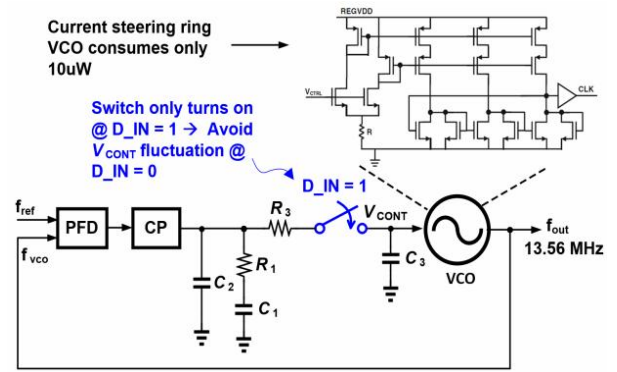 REGVDD
Current steering ring
VCO consumes only
10uW
VCTRL
CLK
R
Switch only turns on
@ D_IN = 1 → Avoid
VCONT fluctuation @
D_IN = 0
D_IN = 1
fref
PFD
CP
R3
VCONT
fout
13.56 MHz
fvco
R1
C2
C1
C3
VCO